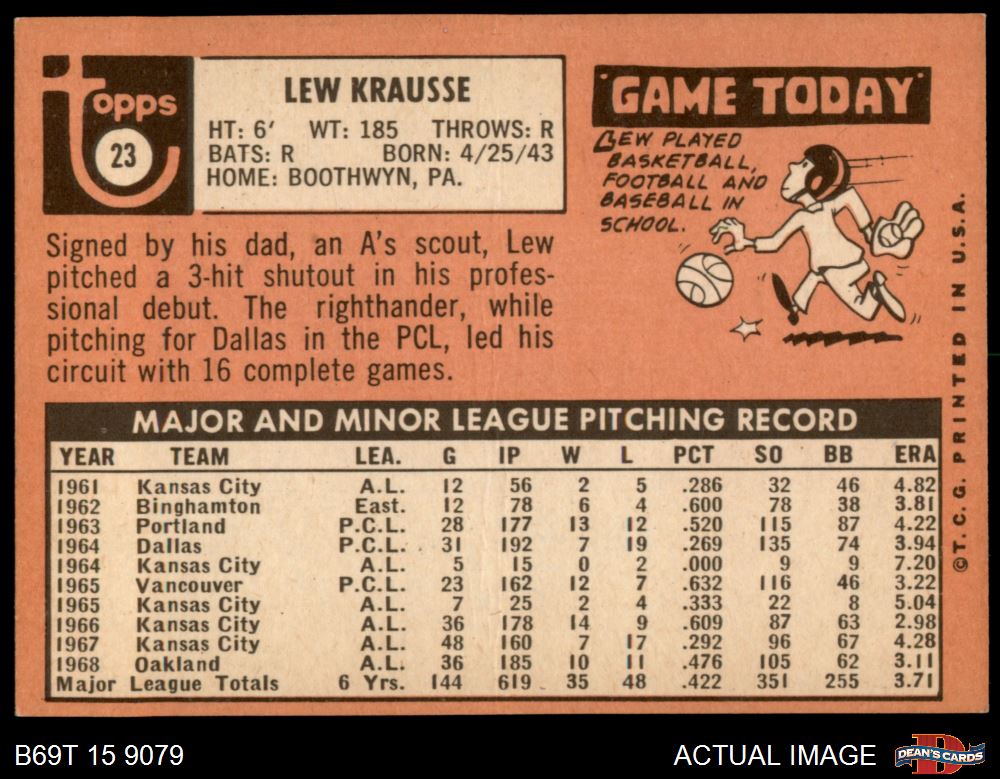 topps
23
LEW KRAUSSE
HT: 6' WT: 185 THROWS: R
BATS: R BORN: 4/25/43
HOME: BOOTHWYN, PA.
"GAME TODAY"
LEW PLAYED
BASKETBALL,
FOOTBALL AND
BASEBALL IN
SCHOOL.
Signed by his dad, an A's scout, Lew
pitched a 3-hit shutout in his profes-
sional debut. The righthander, while
pitching for Dallas in the PCL, led his
circuit with 16 complete games.
MAJOR AND MINOR LEAGUE PITCHING RECORD
YEAR TEAM LEA. G IP W L PCT SO BB ERA
1961 Kansas City A.L. 12 56 2 5 .286 32 46 4.82
1962 Binghamton East. 12 78 6 4 .600 78 38 3.81
1963 Portland P.C.L. 28 177 13 12 .520 115 87 4.22
1964 Dallas P.C.L. 31 192 7 19 .269 135 74 3.94
1964 Kansas City A.L. 5 15 0 2 .000 9 9 7.20
1965 Vancouver P.C.L. 23 162 12 7 .632 116 46 3.22
1965 Kansas City A.L. 7 25 2 4 .333 22 8 5.04
1966 Kansas City A.L. 36 178 14 9 .609 87 63 2.98
1967 Kansas City A.L. 48 160 7 17 .292 96 67 4.28
1968 Oakland A.L. 36 185 10 11 .476 105 62 3.11
Major League Totals 6 Yrs. 144 619 35 48 .422 351 255 3.71
©T.C.G. PRINTED IN U.S.A.
B69T 15 9079
ACTUAL IMAGE
D
DEAN'S CARDS